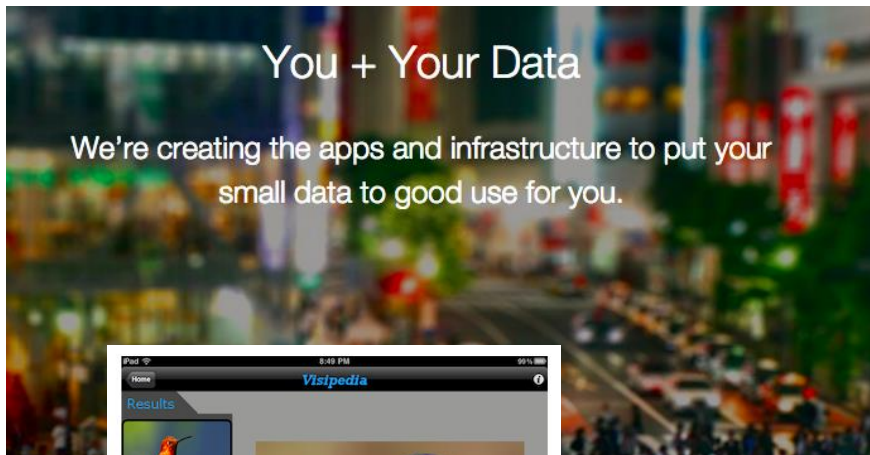 You + Your Data
We're creating the apps and infrastructure to put your
small data to good use for you.
iPad 8:49 PM 99%
Home Visipedia i
Results